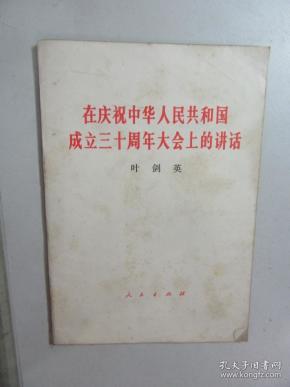 在庆祝中华人民共和国
成立三十周年大会上的讲话
叶剑英
人民出版社
孔夫子旧书网